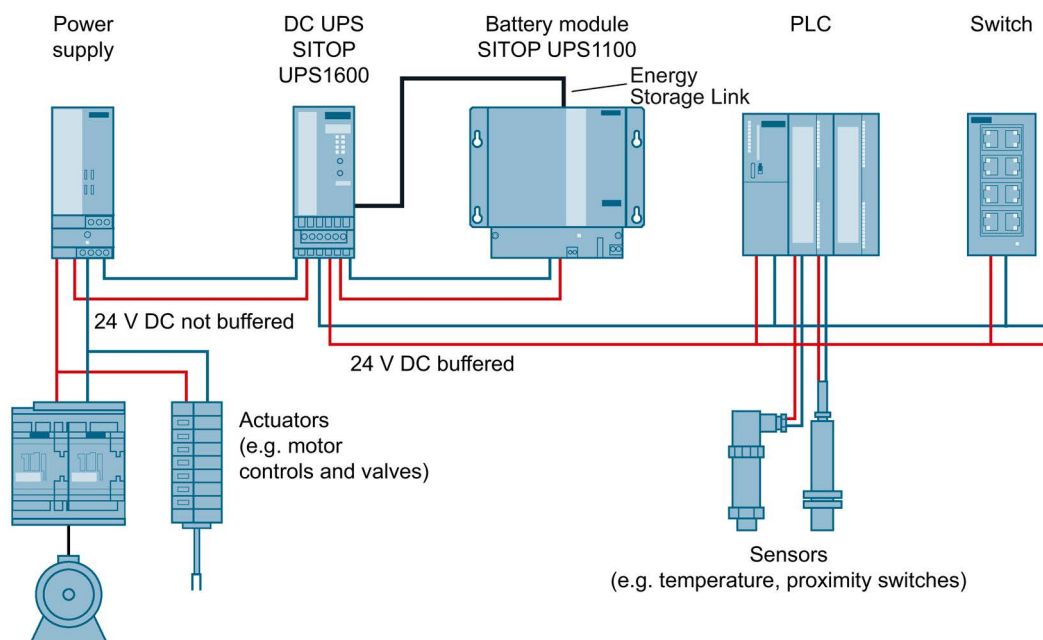 Power
supply
DC UPS
SITOP
UPS1600
Battery module
SITOP UPS1100
PLC
Switch
Energy
Storage Link
24 V DC not buffered
24 V DC buffered
Actuators
(e.g. motor
controls and valves)
Sensors
(e.g. temperature, proximity switches)